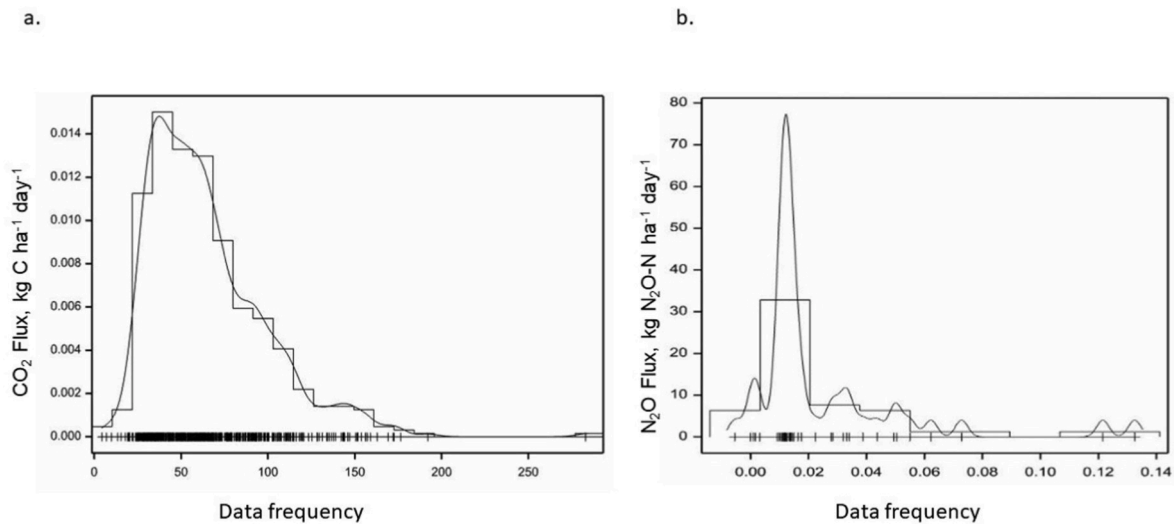 a.
0.014
0.012
0.010
0.008
0.006
0.004
0.002
0.000
CO₂ Flux, kg C ha⁻¹ day⁻¹
0 50 100 150 200 250
Data frequency
b.
80
70
60
50
40
30
20
10
0
N₂O Flux, kg N₂O-N ha⁻¹ day⁻¹
0.00 0.02 0.04 0.06 0.08 0.10 0.12 0.14
Data frequency